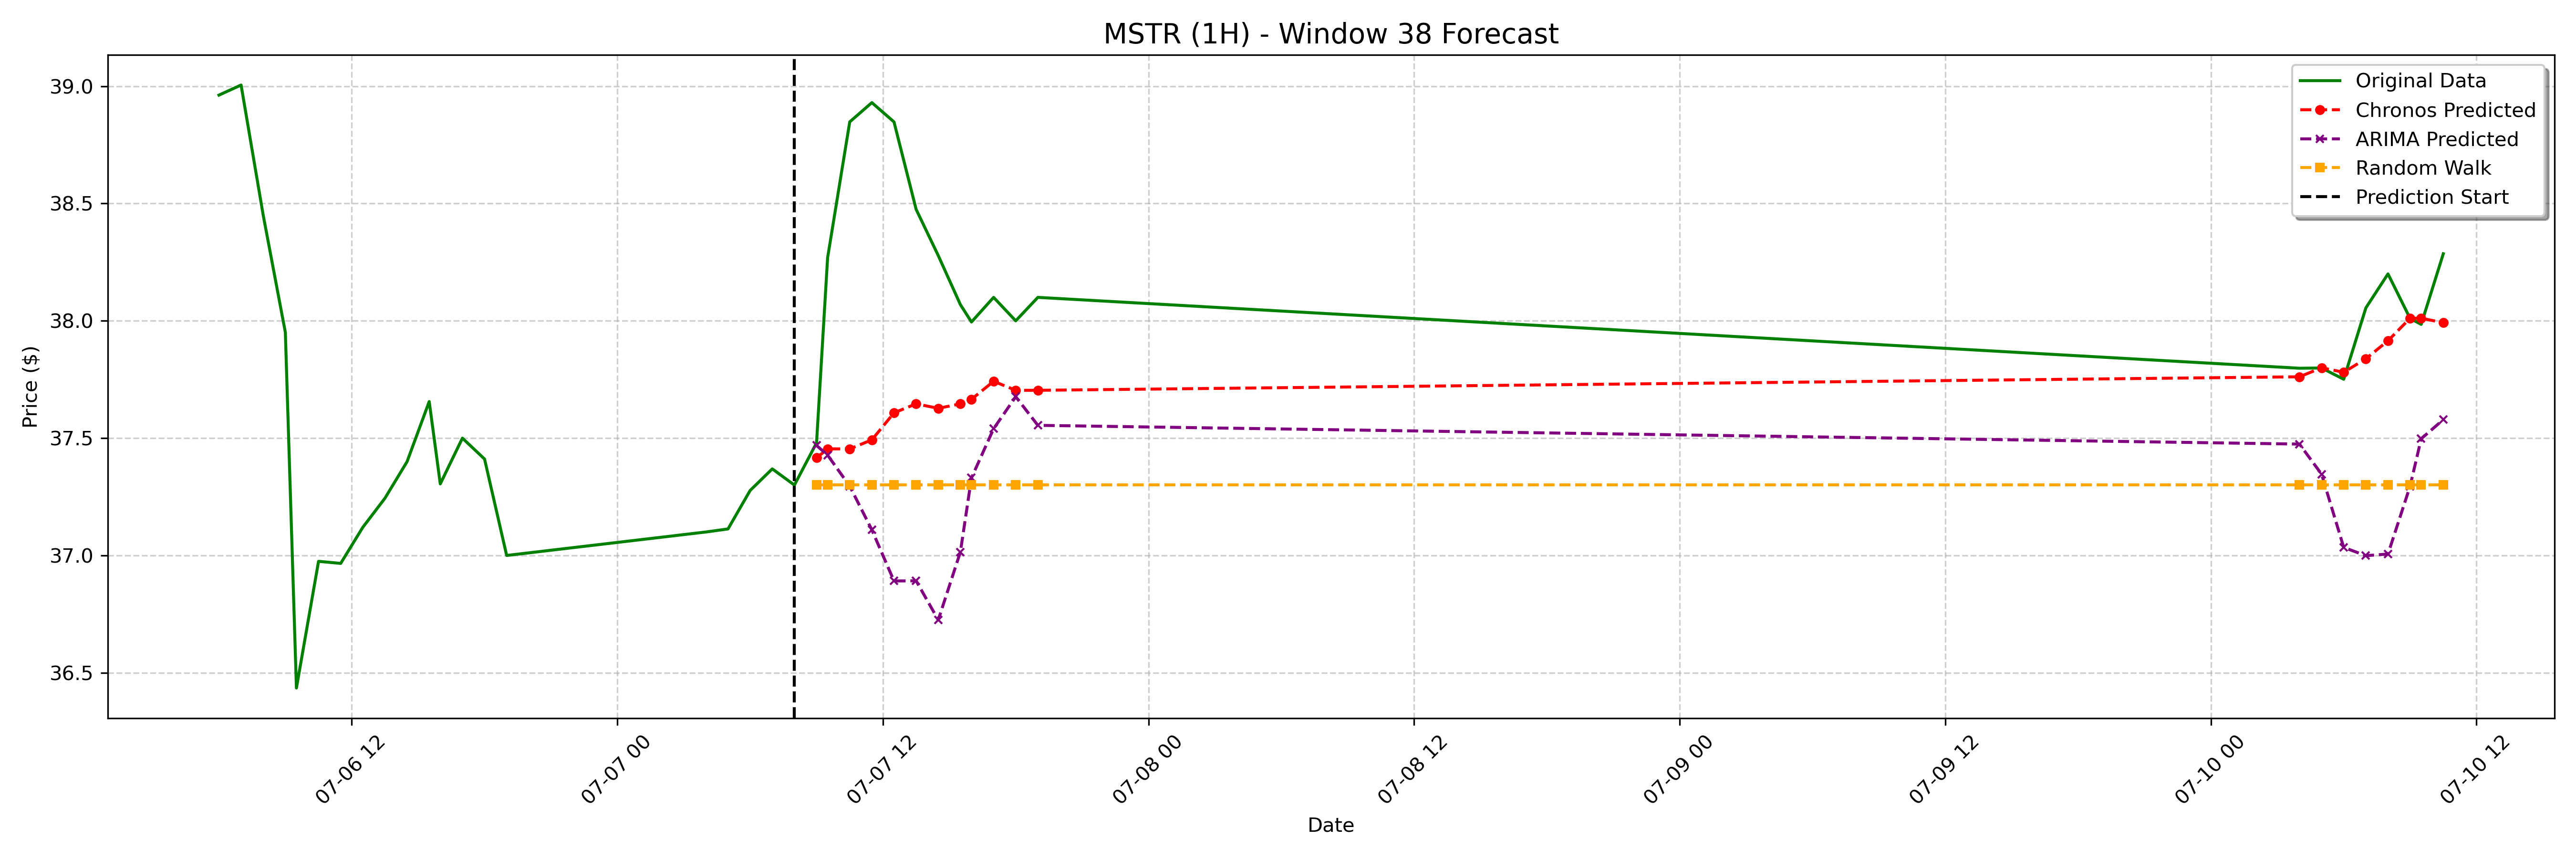 MSTR (1H) - Window 38 Forecast
Price ($)
39.0
38.5
38.0
37.5
37.0
36.5
Original Data
Chronos Predicted
ARIMA Predicted
Random Walk
Prediction Start
07-06 12
07-07 00
07-07 12
07-08 00
07-08 12
07-09 00
07-09 12
07-10 00
07-10 12
Date